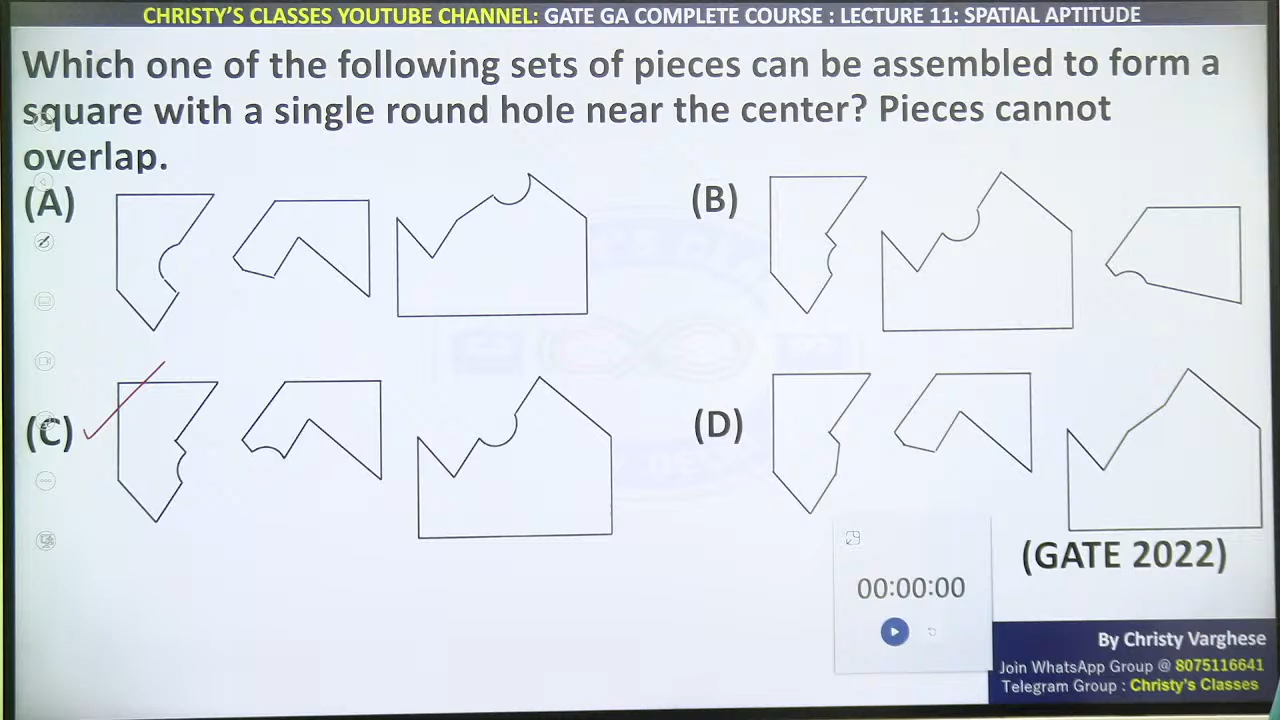 CHRISTY'S CLASSES YOUTUBE CHANNEL: GATE GA COMPLETE COURSE : LECTURE 11: SPATIAL APTITUDE
Which one of the following sets of pieces can be assembled to form a
square with a single round hole near the center? Pieces cannot
overlap.
(A)
(B)
(C)
(D)
(GATE 2022)
00:00:00
By Christy Varghese
Join WhatsApp Group @ 8075116641
Telegram Group : Christy's Classes